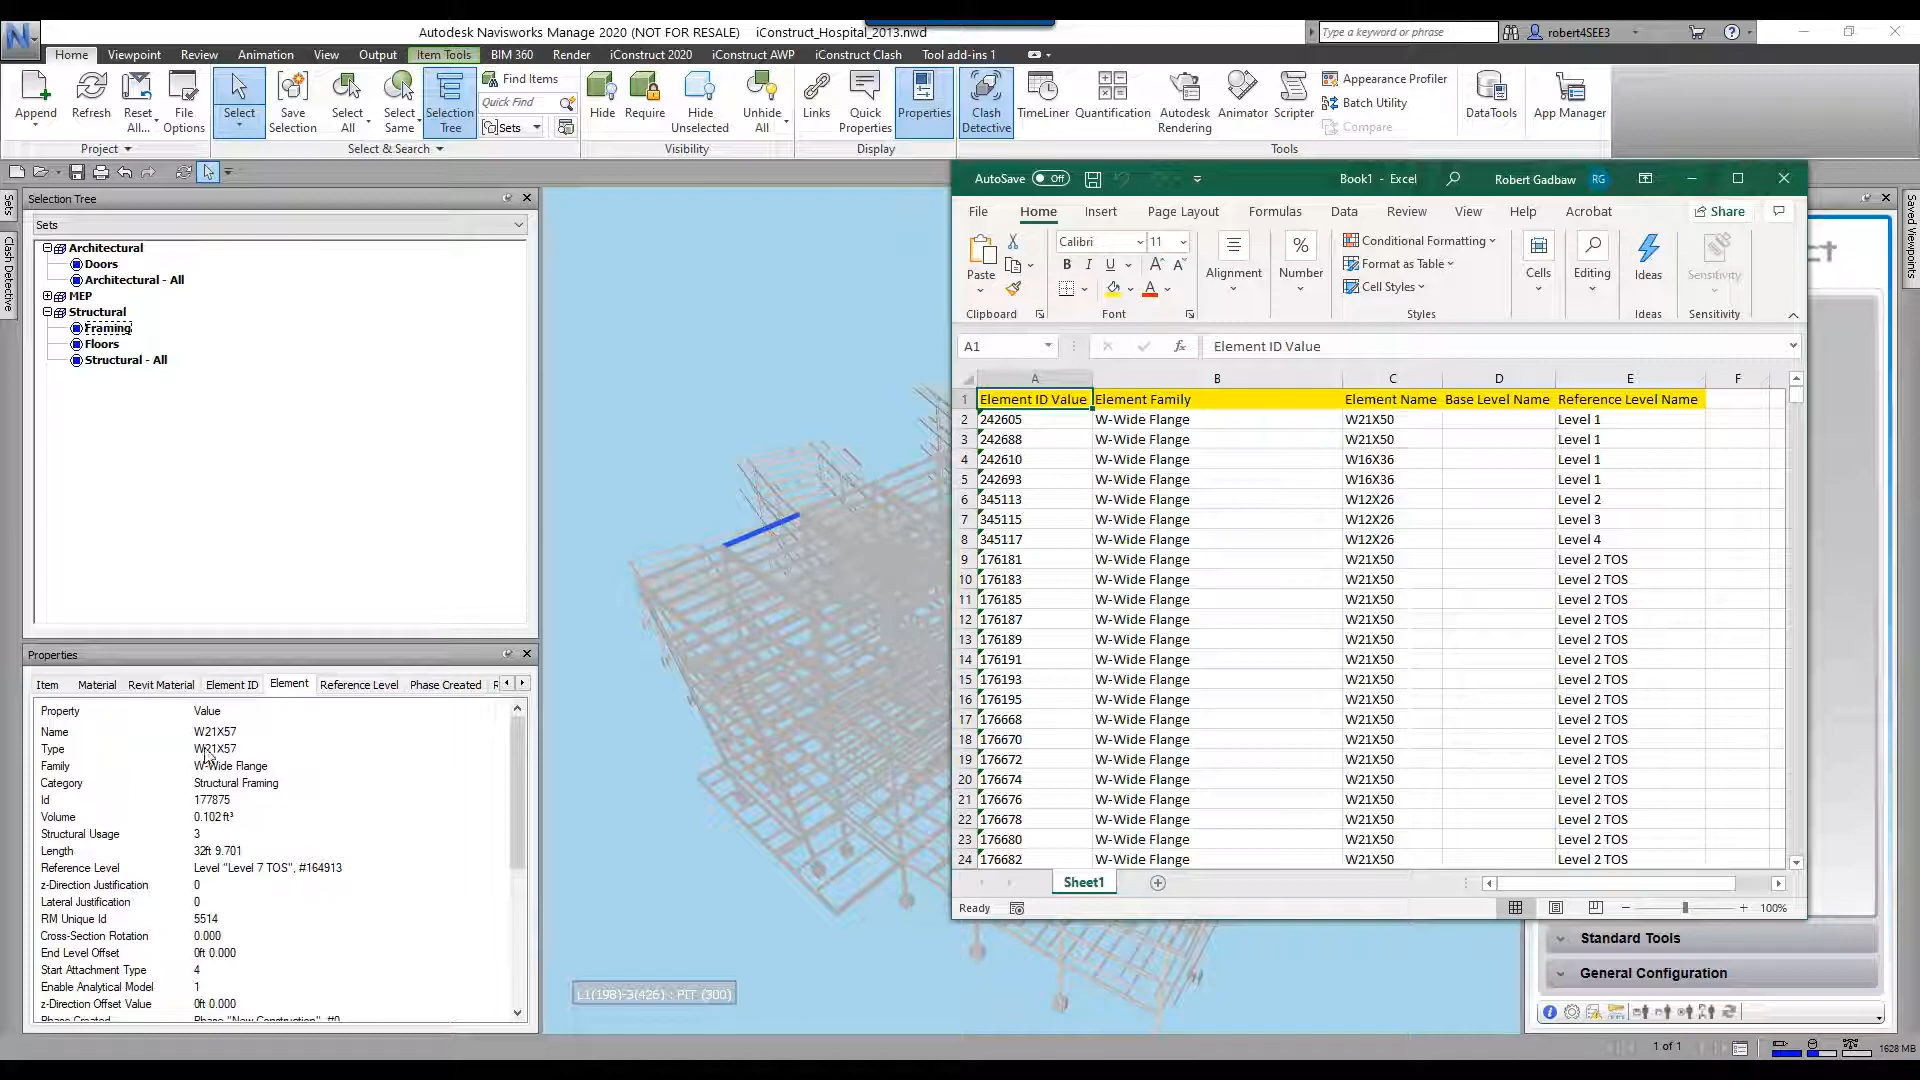 Autodesk Navisworks Manage 2020 (NOT FOR RESALE) iConstruct_Hospital_2013.nwd
Type a keyword or phrase
robert4SEE3
Home Viewpoint Review Animation View Output Item Tools BIM 360 Render iConstruct 2020 iConstruct AWP iConstruct Clash Tool add-ins 1
Append Refresh Reset All... File Options Select Save Selection Select All Select Same Selection Tree Find Items Quick Find Sets Hide Require Hide Unselected Unhide All Links Quick Properties Properties Clash Detective TimeLiner Quantification Autodesk Rendering Animator Scripter Appearance Profiler Batch Utility Compare DataTools App Manager
Project Select & Search Visibility Display Tools
Sets
Clash Detective
Saved Viewpoints
Selection Tree
Sets
Architectural
Doors
Architectural - All
MEP
Structural
Framing
Floors
Structural - All
Properties
Item Material Revit Material Element ID Element Reference Level Phase Created
Property Value
Name W21X57
Type W21X57
Family W-Wide Flange
Category Structural Framing
Id 177875
Volume 0.102 ft³
Structural Usage 3
Length 32ft 9.701
Reference Level Level "Level 7 TOS", #164913
z-Direction Justification 0
Lateral Justification 0
RM Unique Id 5514
Cross-Section Rotation 0.000
End Level Offset 0ft 0.000
Start Attachment Type 4
Enable Analytical Model 1
z-Direction Offset Value 0ft 0.000
Phase Created Phase "New Construction", #0
L1(198)-3(426) : PIT (300)
AutoSave Off Book1 - Excel Robert Gadbaw RG
File Home Insert Page Layout Formulas Data Review View Help Acrobat Share
Paste Calibri 11 B I U A A A Alignment % Number Conditional Formatting Format as Table Cell Styles Cells Editing Ideas Sensitivity
Clipboard Font Styles Ideas Sensitivity
A1 fx Element ID Value
A B C D E F
1 Element ID Value Element Family Element Name Base Level Name Reference Level Name
2 242605 W-Wide Flange W21X50 Level 1
3 242688 W-Wide Flange W21X50 Level 1
4 242610 W-Wide Flange W16X36 Level 1
5 242693 W-Wide Flange W16X36 Level 1
6 345113 W-Wide Flange W12X26 Level 2
7 345115 W-Wide Flange W12X26 Level 3
8 345117 W-Wide Flange W12X26 Level 4
9 176181 W-Wide Flange W21X50 Level 2 TOS
10 176183 W-Wide Flange W21X50 Level 2 TOS
11 176185 W-Wide Flange W21X50 Level 2 TOS
12 176187 W-Wide Flange W21X50 Level 2 TOS
13 176189 W-Wide Flange W21X50 Level 2 TOS
14 176191 W-Wide Flange W21X50 Level 2 TOS
15 176193 W-Wide Flange W21X50 Level 2 TOS
16 176195 W-Wide Flange W21X50 Level 2 TOS
17 176668 W-Wide Flange W21X50 Level 2 TOS
18 176670 W-Wide Flange W21X50 Level 2 TOS
19 176672 W-Wide Flange W21X50 Level 2 TOS
20 176674 W-Wide Flange W21X50 Level 2 TOS
21 176676 W-Wide Flange W21X50 Level 2 TOS
22 176678 W-Wide Flange W21X50 Level 2 TOS
23 176680 W-Wide Flange W21X50 Level 2 TOS
24 176682 W-Wide Flange W21X50 Level 2 TOS
Sheet1
Ready 100%
Standard Tools
General Configuration
1 of 1 1628 MB